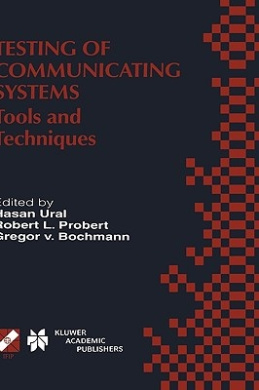 TESTING OF
COMMUNICATING
SYSTEMS
Tools and
Techniques
Edited by
Hasan Ural
Robert L. Probert
Gregor v. Bochmann
KLUWER
ACADEMIC
PUBLISHERS